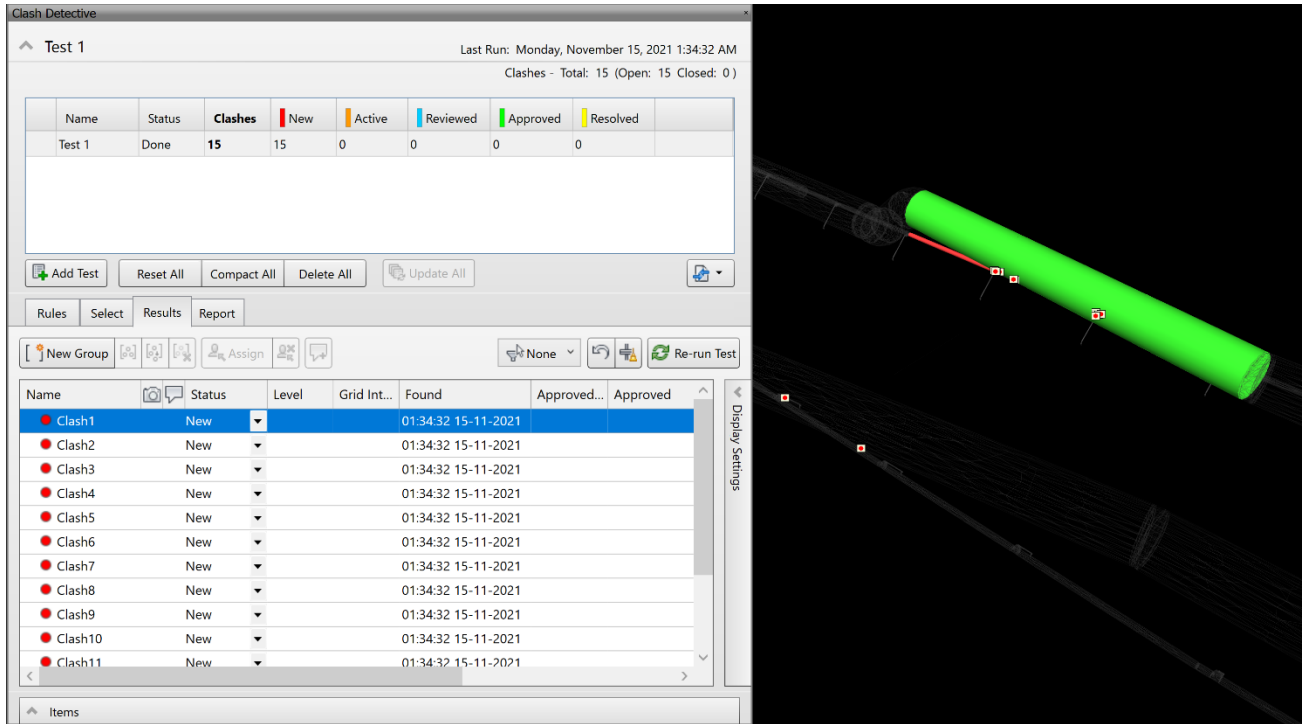 Clash Detective
Test 1
Last Run: Monday, November 15, 2021 1:34:32 AM
Clashes - Total: 15 (Open: 15 Closed: 0 )
Name Status Clashes New Active Reviewed Approved Resolved
Test 1 Done 15 15 0 0 0 0
Add Test Reset All Compact All Delete All Update All
Rules Select Results Report
New Group Assign None Re-run Test
Name Status Level Grid Int... Found Approved... Approved
Clash1 New 01:34:32 15-11-2021
Clash2 New 01:34:32 15-11-2021
Clash3 New 01:34:32 15-11-2021
Clash4 New 01:34:32 15-11-2021
Clash5 New 01:34:32 15-11-2021
Clash6 New 01:34:32 15-11-2021
Clash7 New 01:34:32 15-11-2021
Clash8 New 01:34:32 15-11-2021
Clash9 New 01:34:32 15-11-2021
Clash10 New 01:34:32 15-11-2021
Clash11 New 01:34:32 15-11-2021
Display Settings
Items